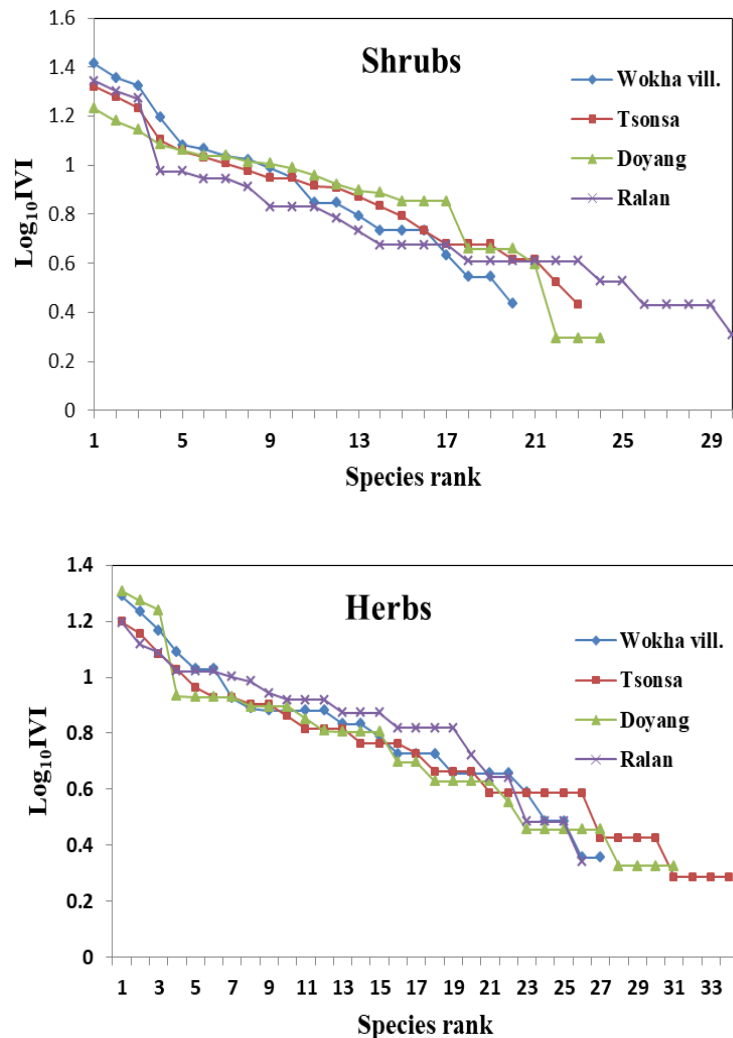 Shrubs
1.6
1.4
1.2
1
0.8
0.6
0.4
0.2
0
Log₁₀IVI
Wokha vill.
Tsonsa
Doyang
Ralan
1 5 9 13 17 21 25 29
Species rank
Herbs
1.4
1.2
1
0.8
0.6
0.4
0.2
0
Log₁₀IVI
Wokha vill.
Tsonsa
Doyang
Ralan
1 3 5 7 9 11 13 15 17 19 21 23 25 27 29 31 33
Species rank